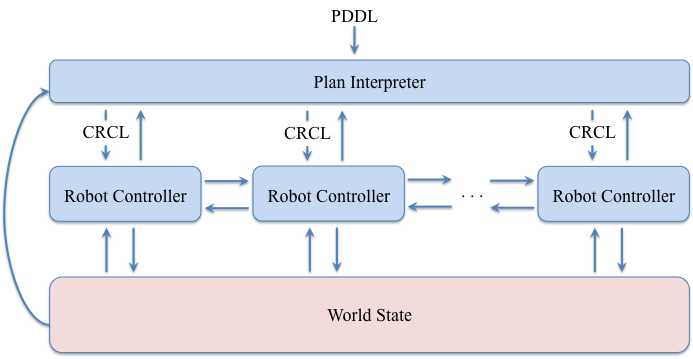 PDDL
Plan Interpreter
CRCL
CRCL
CRCL
Robot Controller
Robot Controller
. . .
Robot Controller
World State